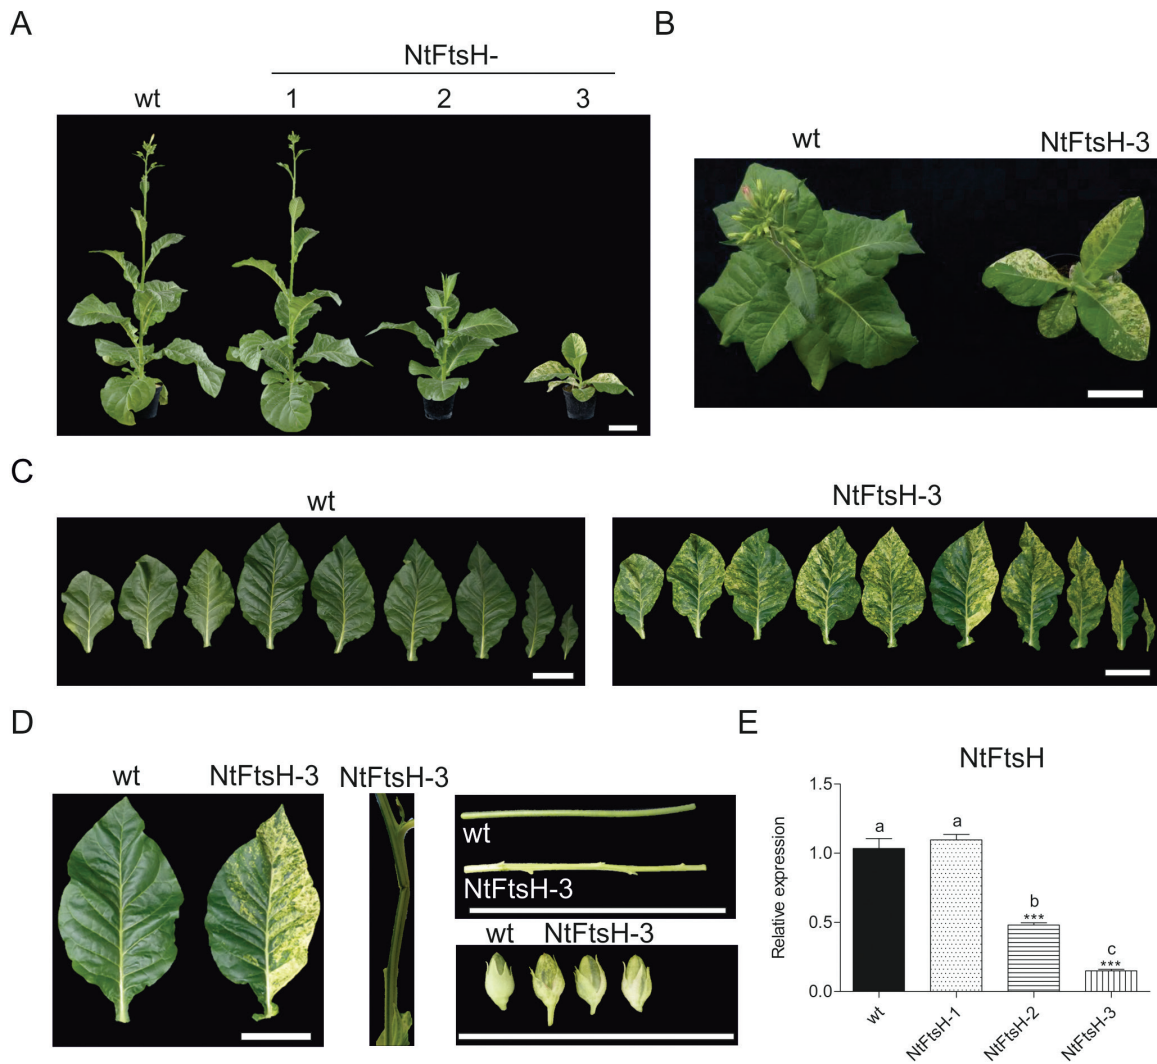 A
NtFtsH-
wt 1 2 3
B
wt NtFtsH-3
C
wt NtFtsH-3
D
wt NtFtsH-3 NtFtsH-3
wt
NtFtsH-3
wt NtFtsH-3
E
NtFtsH
Relative expression
1.5
1.0
0.5
0.0
a
a
b
***
c
***
wt
NtFtsH-1
NtFtsH-2
NtFtsH-3